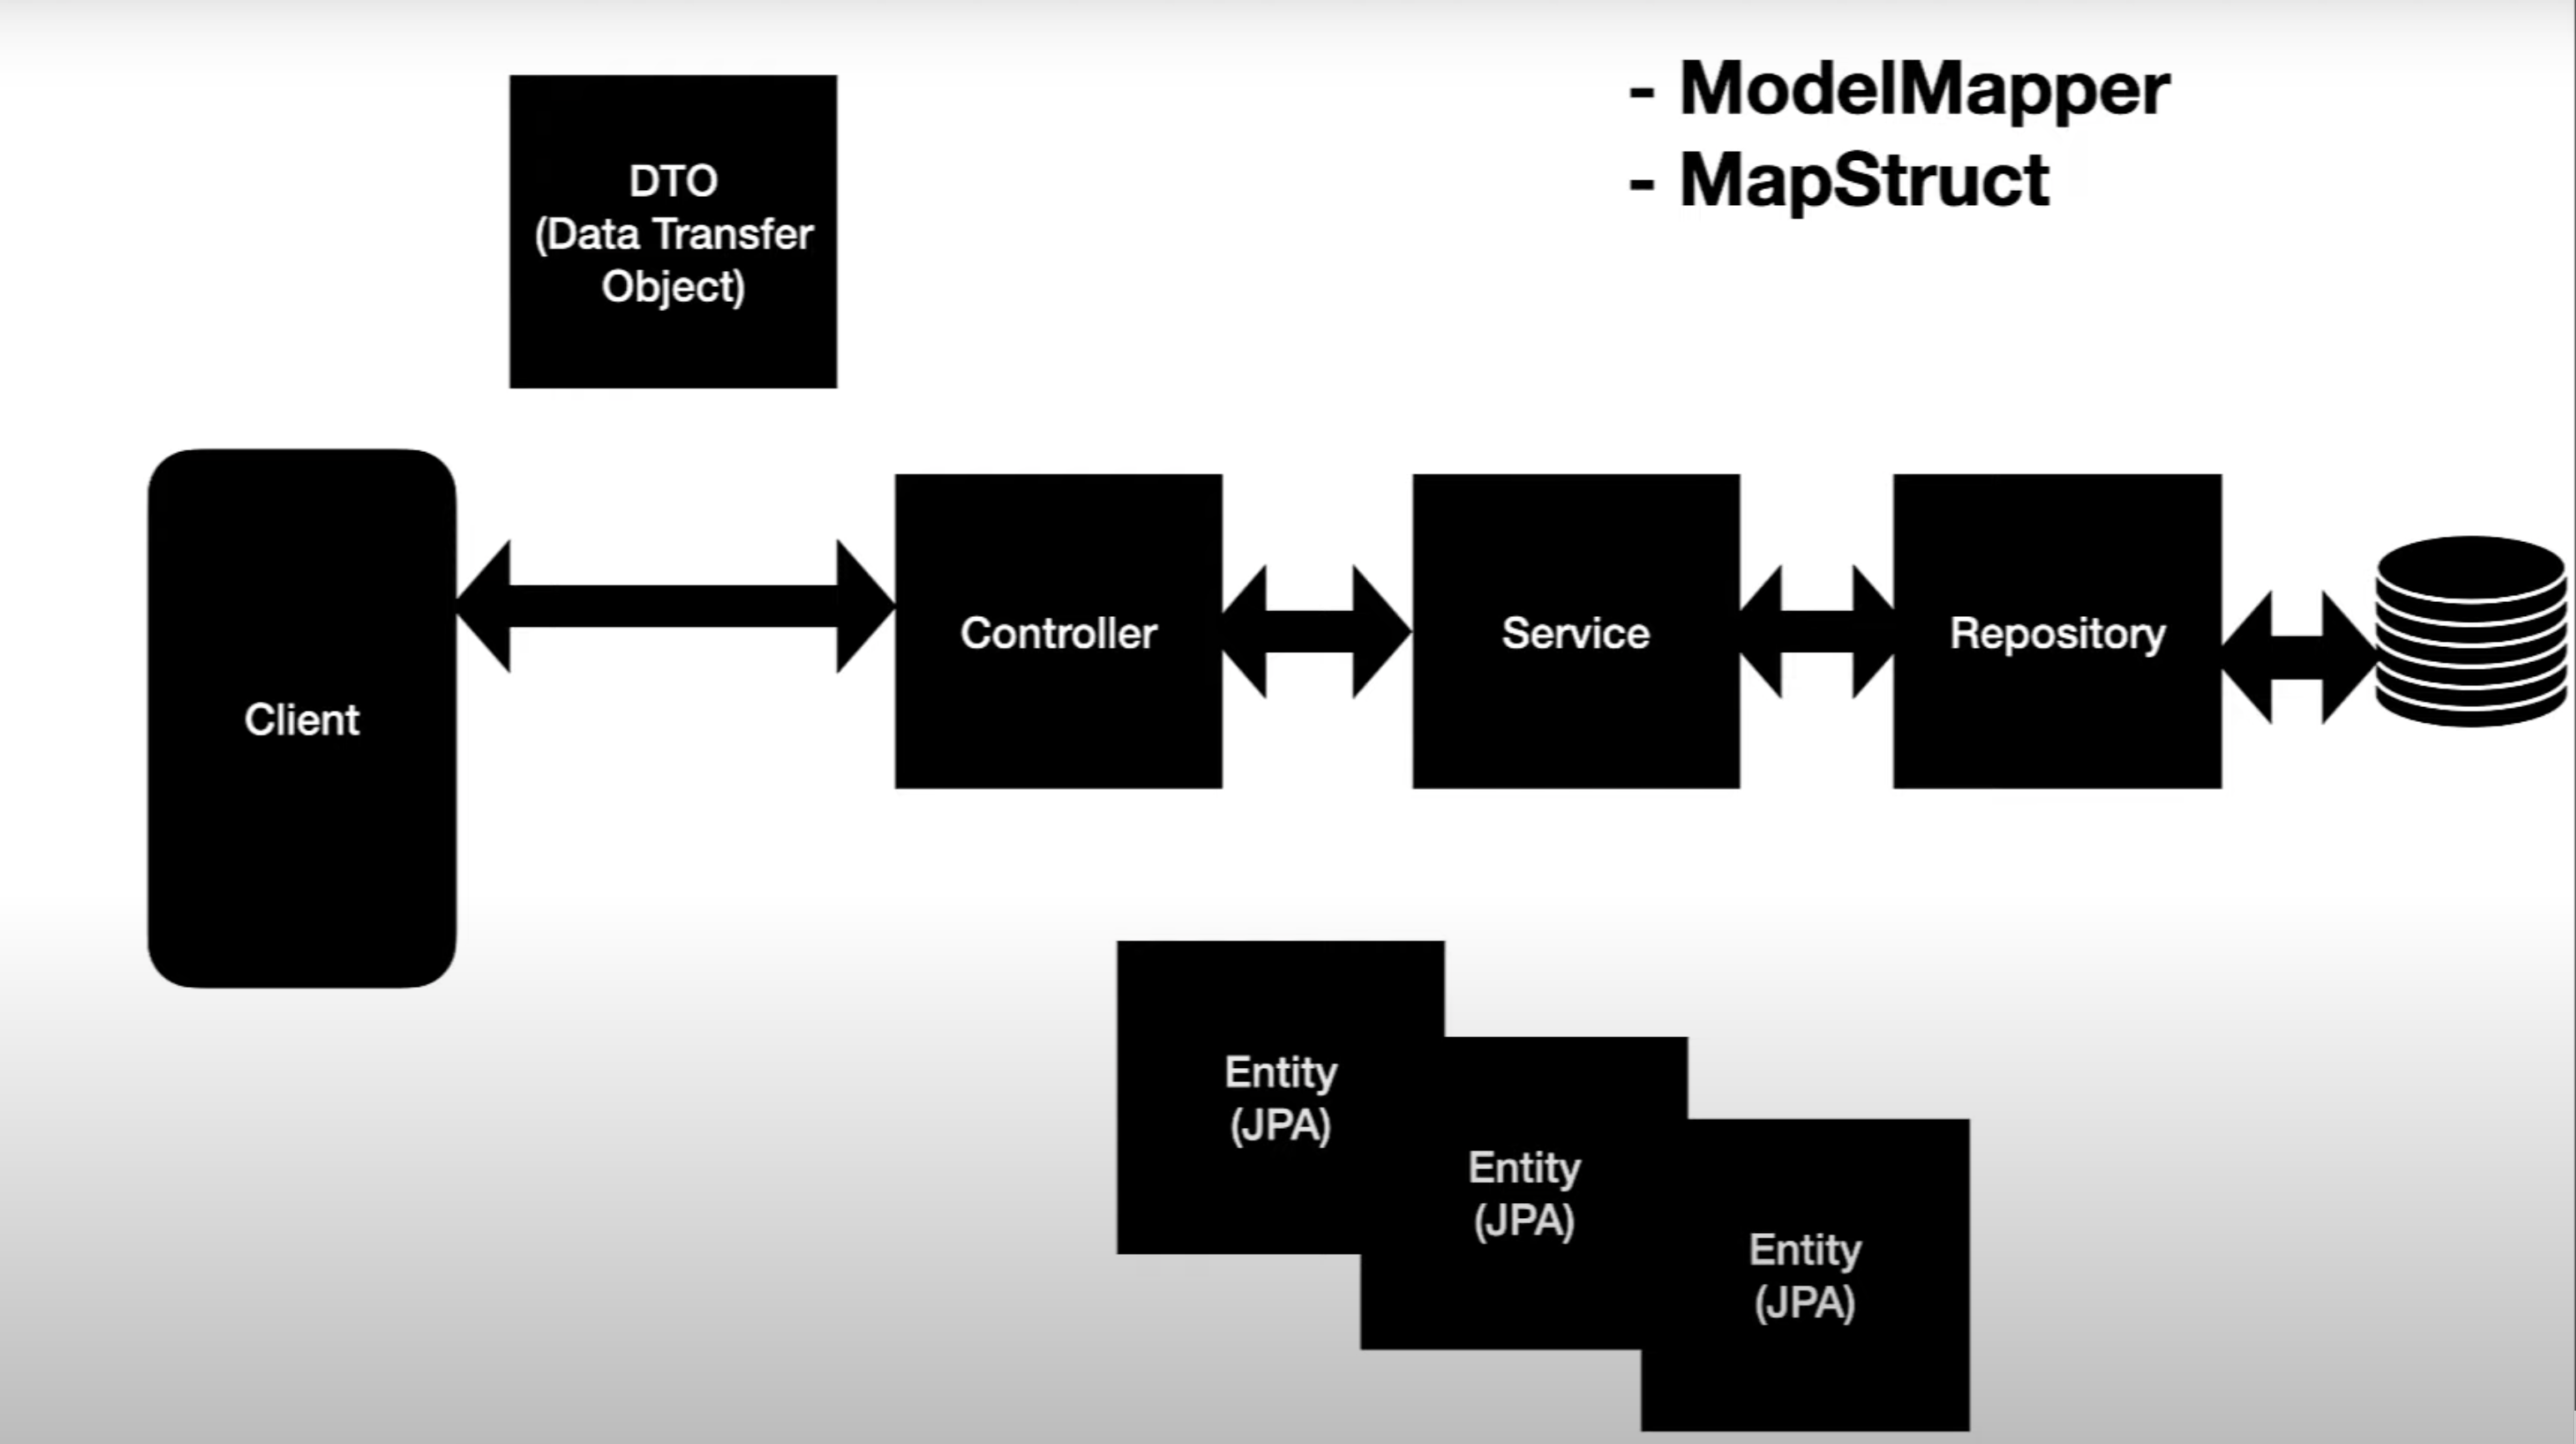 - ModelMapper
- MapStruct
DTO
(Data Transfer
Object)
Client
Controller
Service
Repository
Entity
(JPA)
Entity
(JPA)
Entity
(JPA)